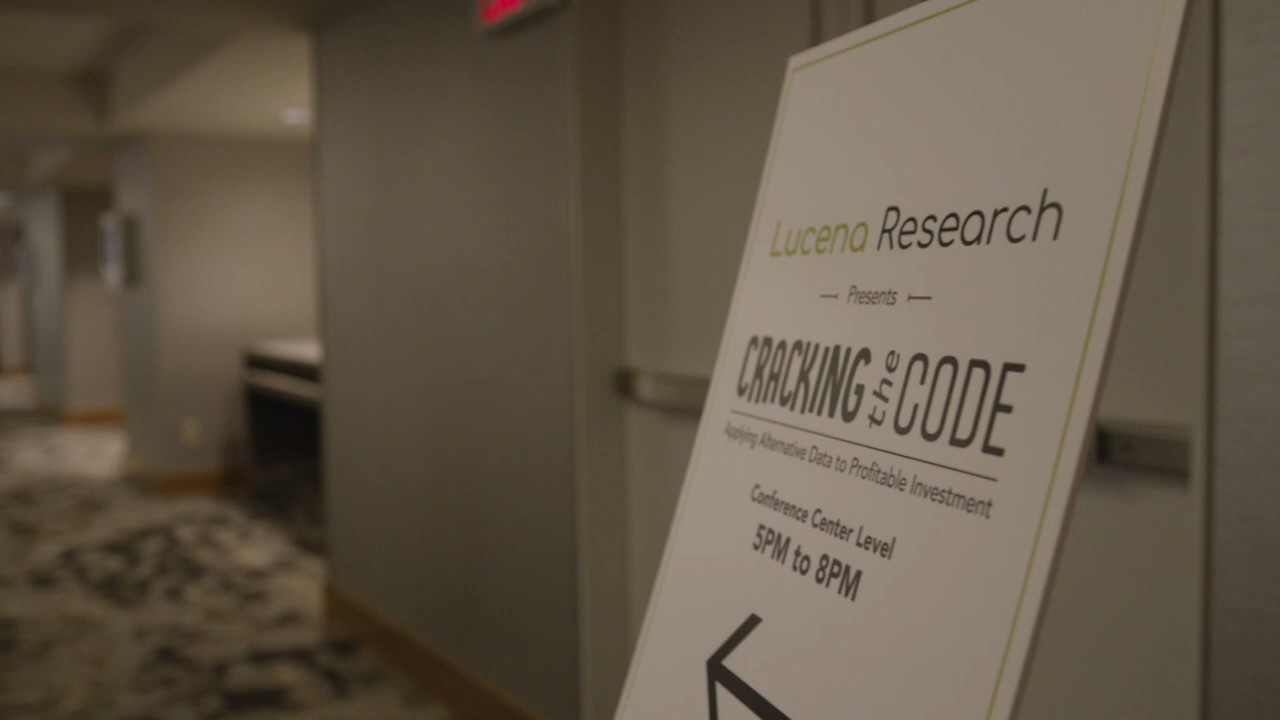 Lucena Research
Presents
CRACKING the CODE
Applying Alternative Data to Profitable Investment
Conference Center Level
5PM to 8PM